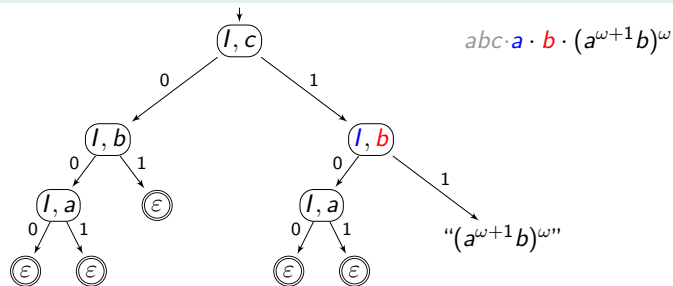 I, c
abc·a · b · (a^{ω+1}b)^ω
0 1
I, b
I, b
0 1 0 1
I, a
ε
I, a
“(a^{ω+1}b)^ω”
0 1 0 1
ε ε ε ε